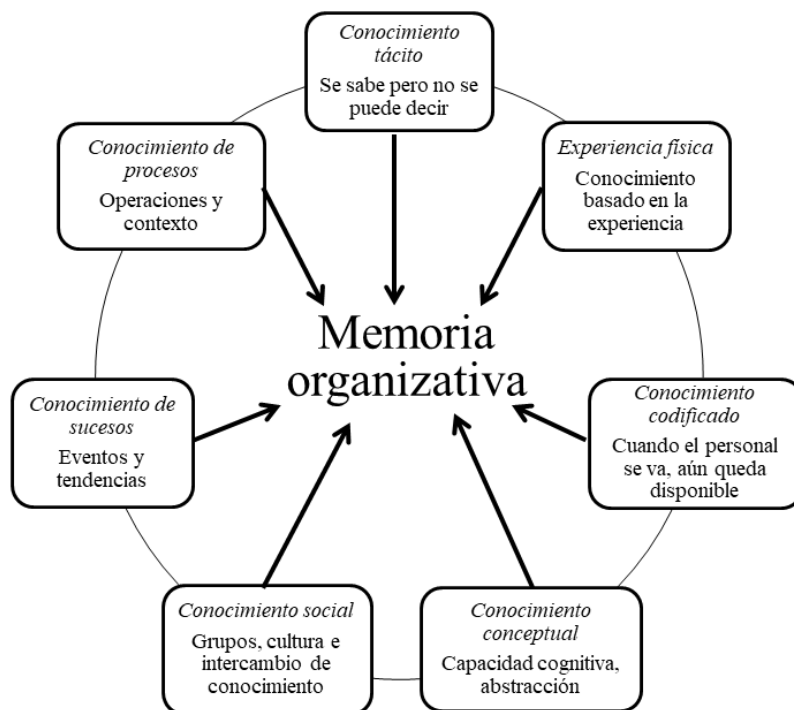 Conocimiento
tácito
Se sabe pero no se
puede decir
Experiencia física
Conocimiento
basado en la
experiencia
Conocimiento
codificado
Cuando el personal
se va, aún queda
disponible
Conocimiento
conceptual
Capacidad cognitiva,
abstracción
Conocimiento social
Grupos, cultura e
intercambio de
conocimiento
Conocimiento de
sucesos
Eventos y
tendencias
Conocimiento de
procesos
Operaciones y
contexto
Memoria
organizativa